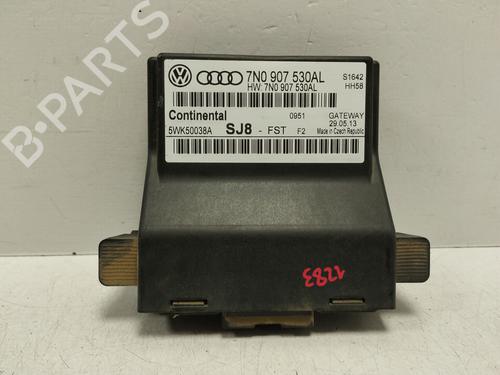 7N0 907 530AL
HW: 7N0 907 530AL
S1642
HH58
Continental
0951
GATEWAY
29.05.13
5WK50038A
SJ8 - FST F2
Made in Czech Republic
1283
B-PARTS